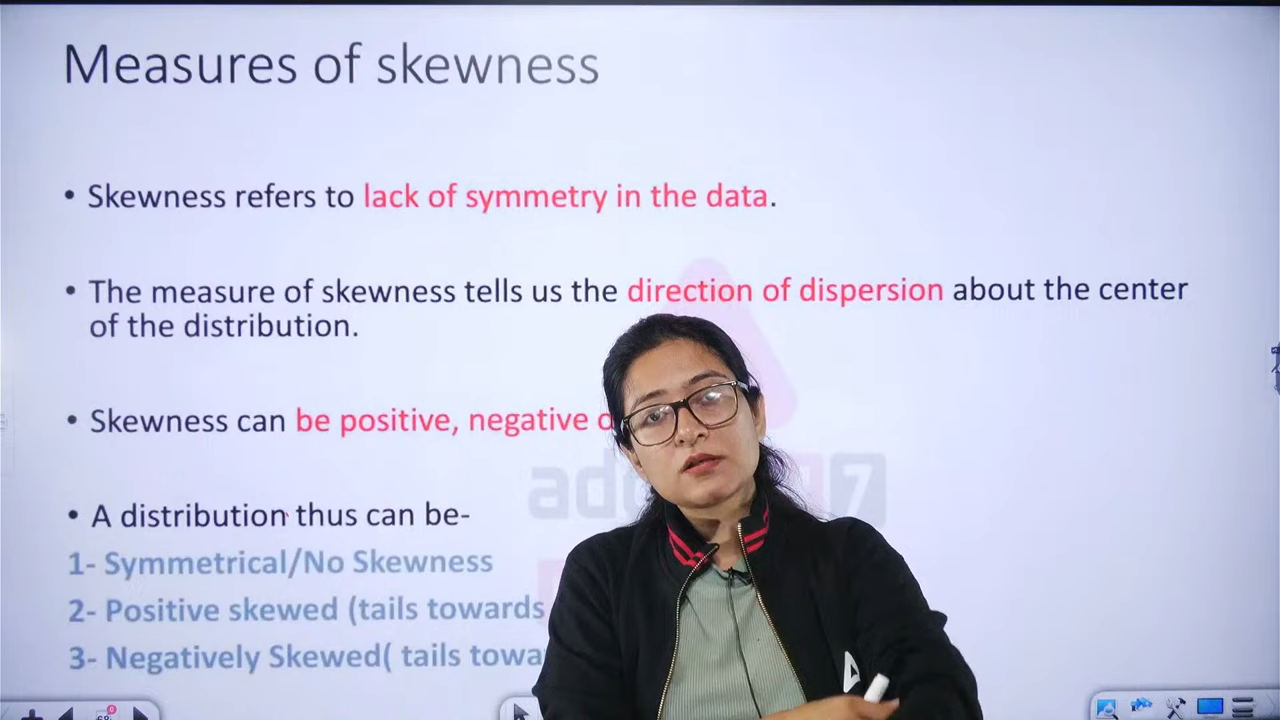 Measures of skewness
• Skewness refers to lack of symmetry in the data.
• The measure of skewness tells us the direction of dispersion about the center
of the distribution.
• Skewness can be positive, negative
• A distribution thus can be-
1- Symmetrical/No Skewness
2- Positive skewed (tails towards
3- Negatively Skewed( tails
7